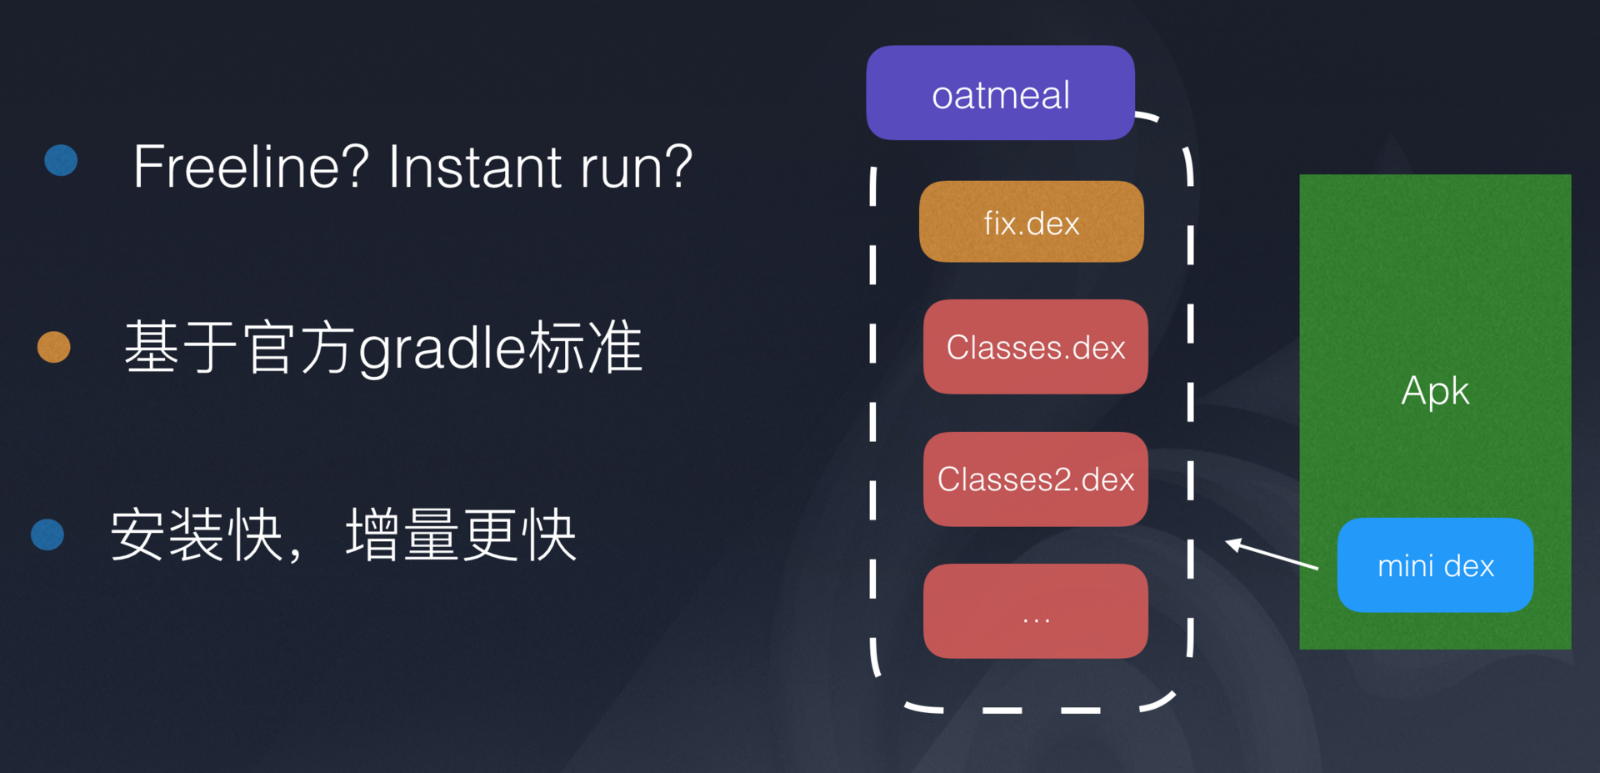 Freeline? Instant run?
基于官方gradle标准
安装快，增量更快
oatmeal
fix.dex
Classes.dex
Classes2.dex
...
Apk
mini dex